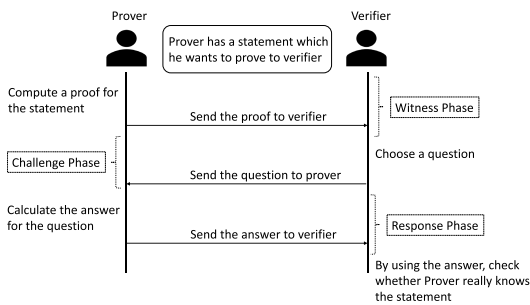 Prover
Verifier
Prover has a statement which
he wants to prove to verifier
Compute a proof for
the statement
Witness Phase
Send the proof to verifier
Challenge Phase
Choose a question
Send the question to prover
Calculate the answer
for the question
Response Phase
Send the answer to verifier
By using the answer, check
whether Prover really knows
the statement